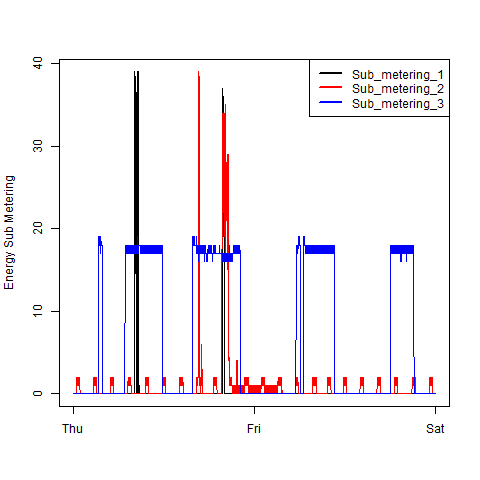 Sub_metering_1
Sub_metering_2
Sub_metering_3
Energy Sub Metering
40
30
20
10
0
Thu
Fri
Sat